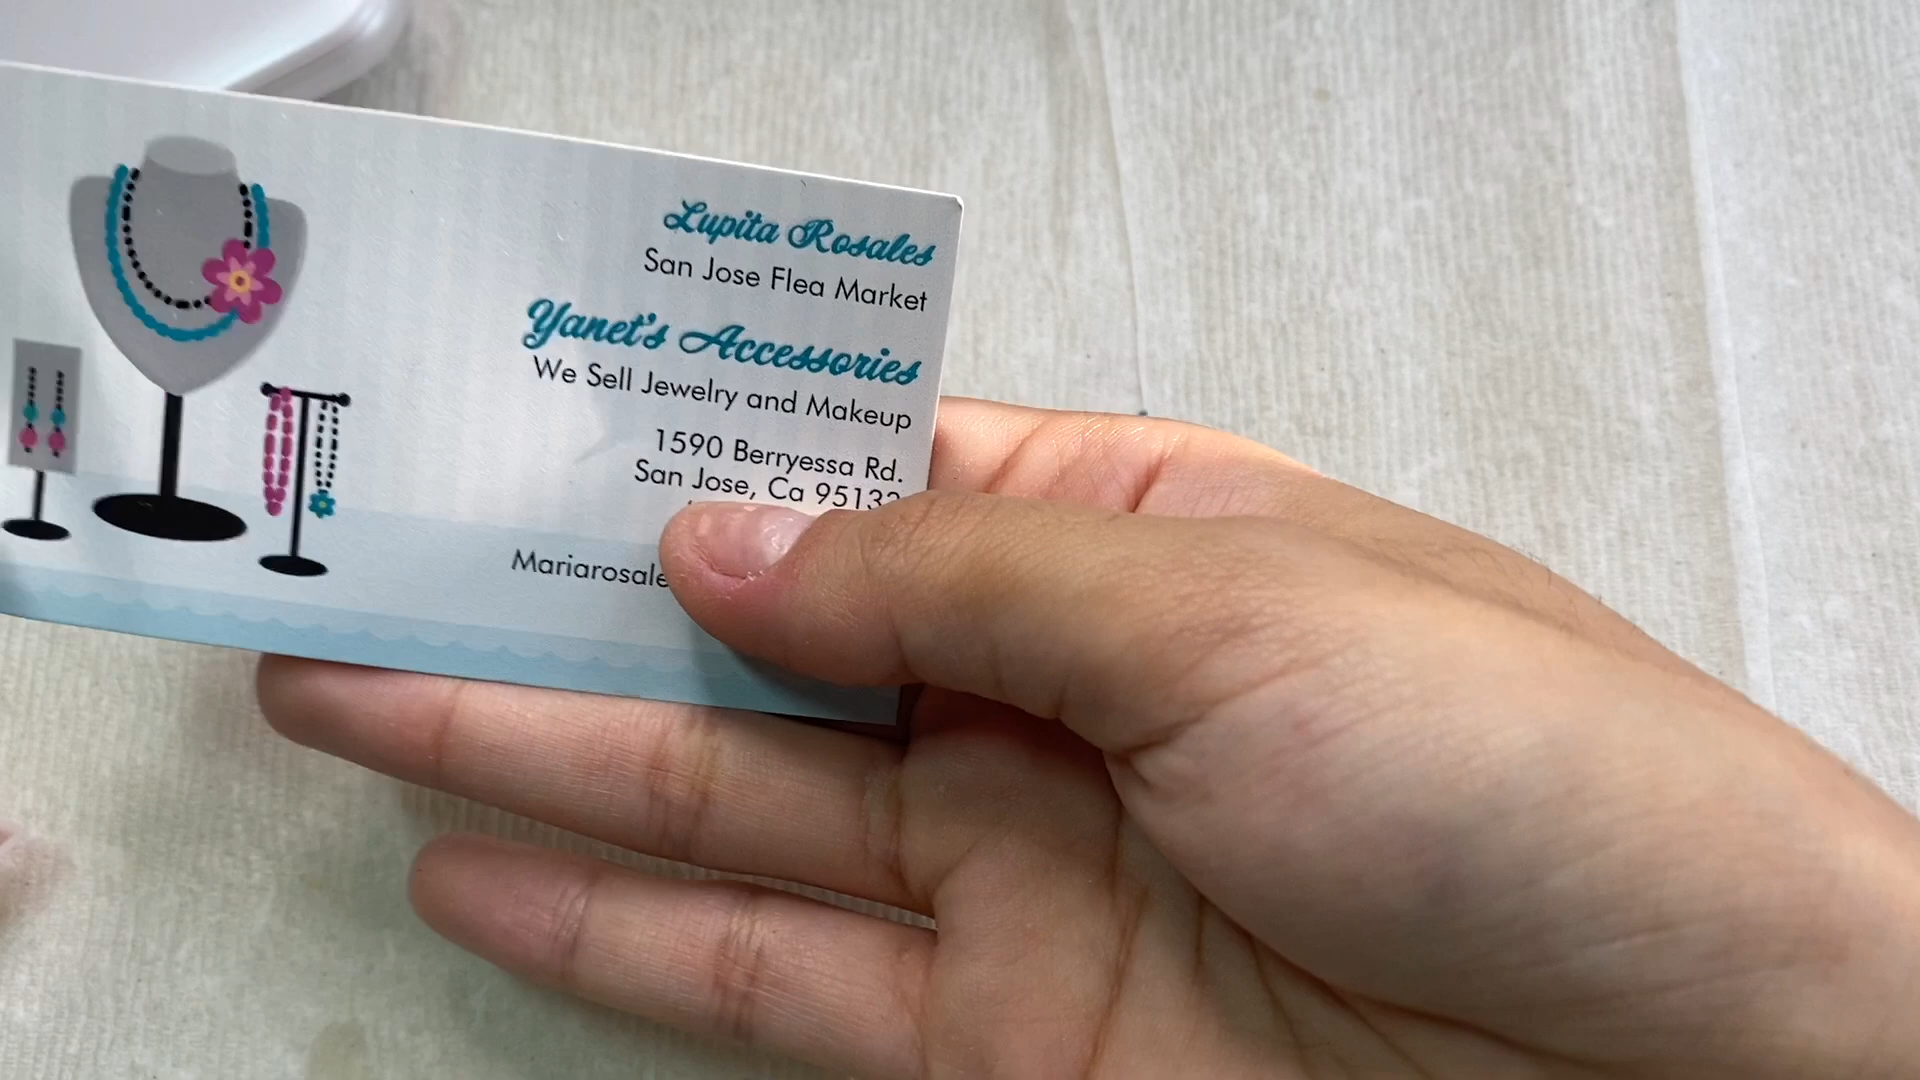 Lupita Rosales
San Jose Flea Market
Yanet's Accessories
We Sell Jewelry and Makeup
1590 Berryessa Rd.
San Jose, Ca 95133